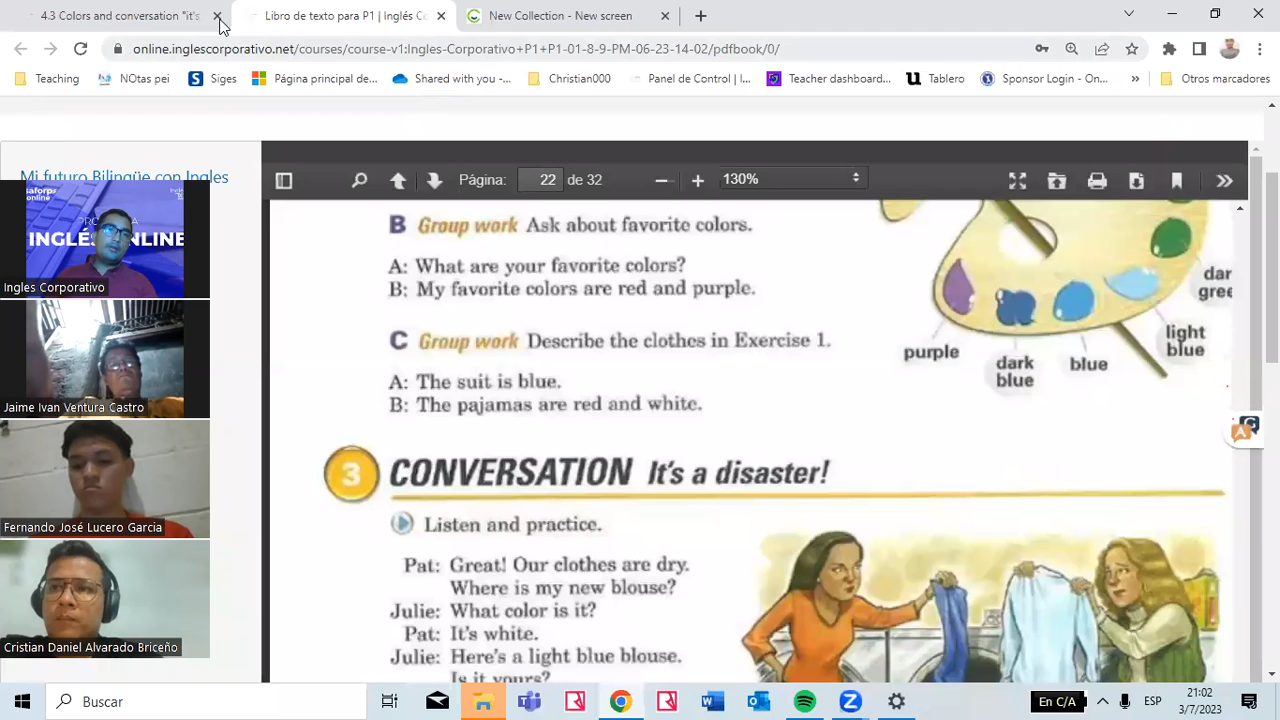 4.3 Colors and conversation "it's
Libro de texto para P1 | Inglés Co
New Collection - New screen
online.inglescorporativo.net/courses/course-v1:Ingles-Corporativo+P1+P1-01-8-9-PM-06-23-14-02/pdfbook/0/
Teaching
NOtas pei
Siges
Página principal de...
Shared with you -...
Christian000
Panel de Control | I...
Teacher dashboard...
Tablero
Sponsor Login - On...
Otros marcadores
Mi futuro Bilingüe con Ingles
Página:
22
de 32
130%
INGLÉS ONLINE
Ingles Corporativo
Jaime Ivan Ventura Castro
Fernando José Lucero García
Cristian Daniel Alvarado Briceño
B Group work Ask about favorite colors.
A: What are your favorite colors?
B: My favorite colors are red and purple.
C Group work Describe the clothes in Exercise 1.
A: The suit is blue.
B: The pajamas are red and white.
purple
dark
blue
blue
light
blue
dar
gree
3 CONVERSATION It's a disaster!
Listen and practice.
Pat: Great! Our clothes are dry.
Where is my new blouse?
Julie: What color is it?
Pat: It's white.
Julie: Here's a light blue blouse.
Is it yours?
Buscar
En C/A
ESP
21:02
3/7/2023